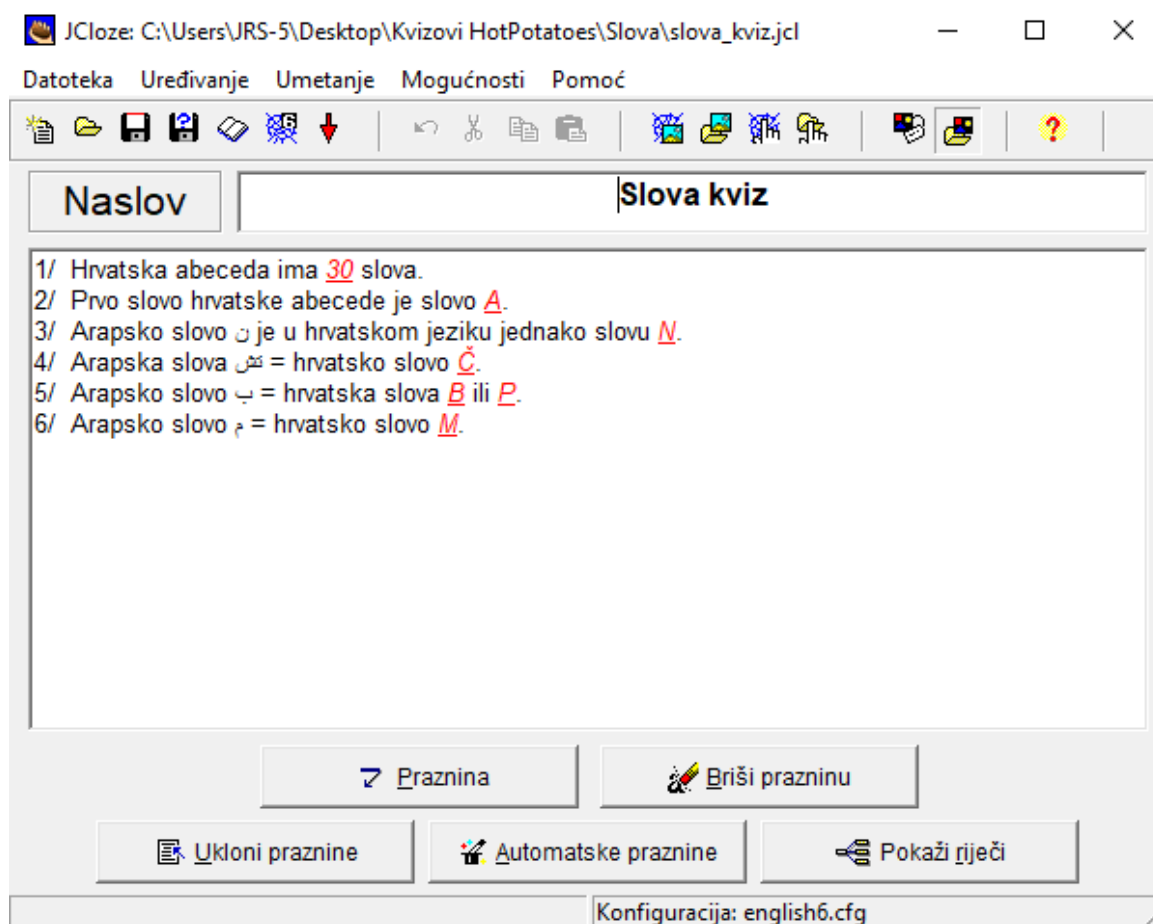 JCloze: C:\Users\JRS-5\Desktop\Kvizovi HotPotatoes\Slova\slova_kviz.jcl
Datoteka Uređivanje Umetanje Mogućnosti Pomoć
Naslov
Slova kviz
1/ Hrvatska abeceda ima 30 slova.
2/ Prvo slovo hrvatske abecede je slovo A.
3/ Arapsko slovo ن je u hrvatskom jeziku jednako slovu N.
4/ Arapska slova تش = hrvatsko slovo Č.
5/ Arapsko slovo ب = hrvatska slova B ili P.
6/ Arapsko slovo م = hrvatsko slovo M.
Praznina Briši prazninu
Ukloni praznine Automatske praznine Pokaži riječi
Konfiguracija: english6.cfg